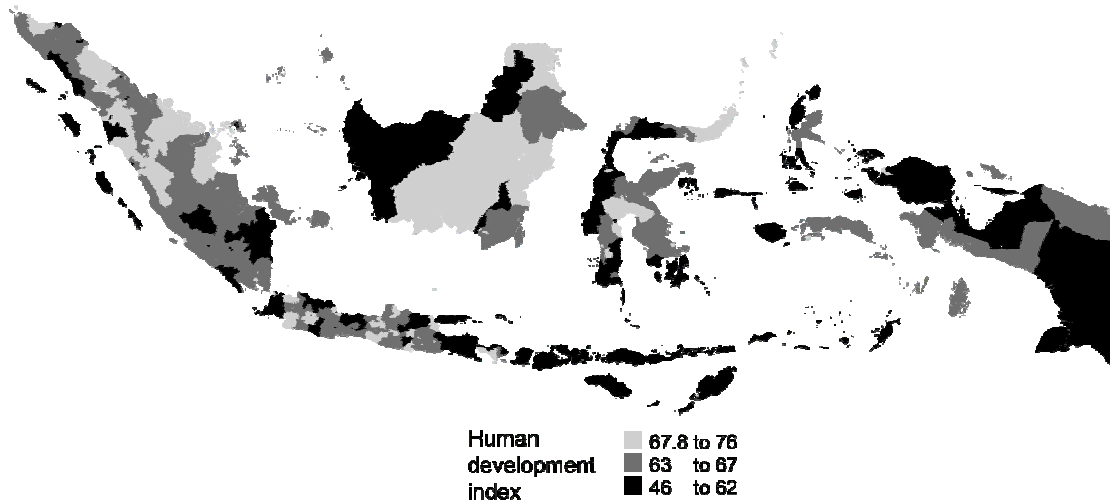 Human
development
index
67.8 to 76
63 to 67
46 to 62